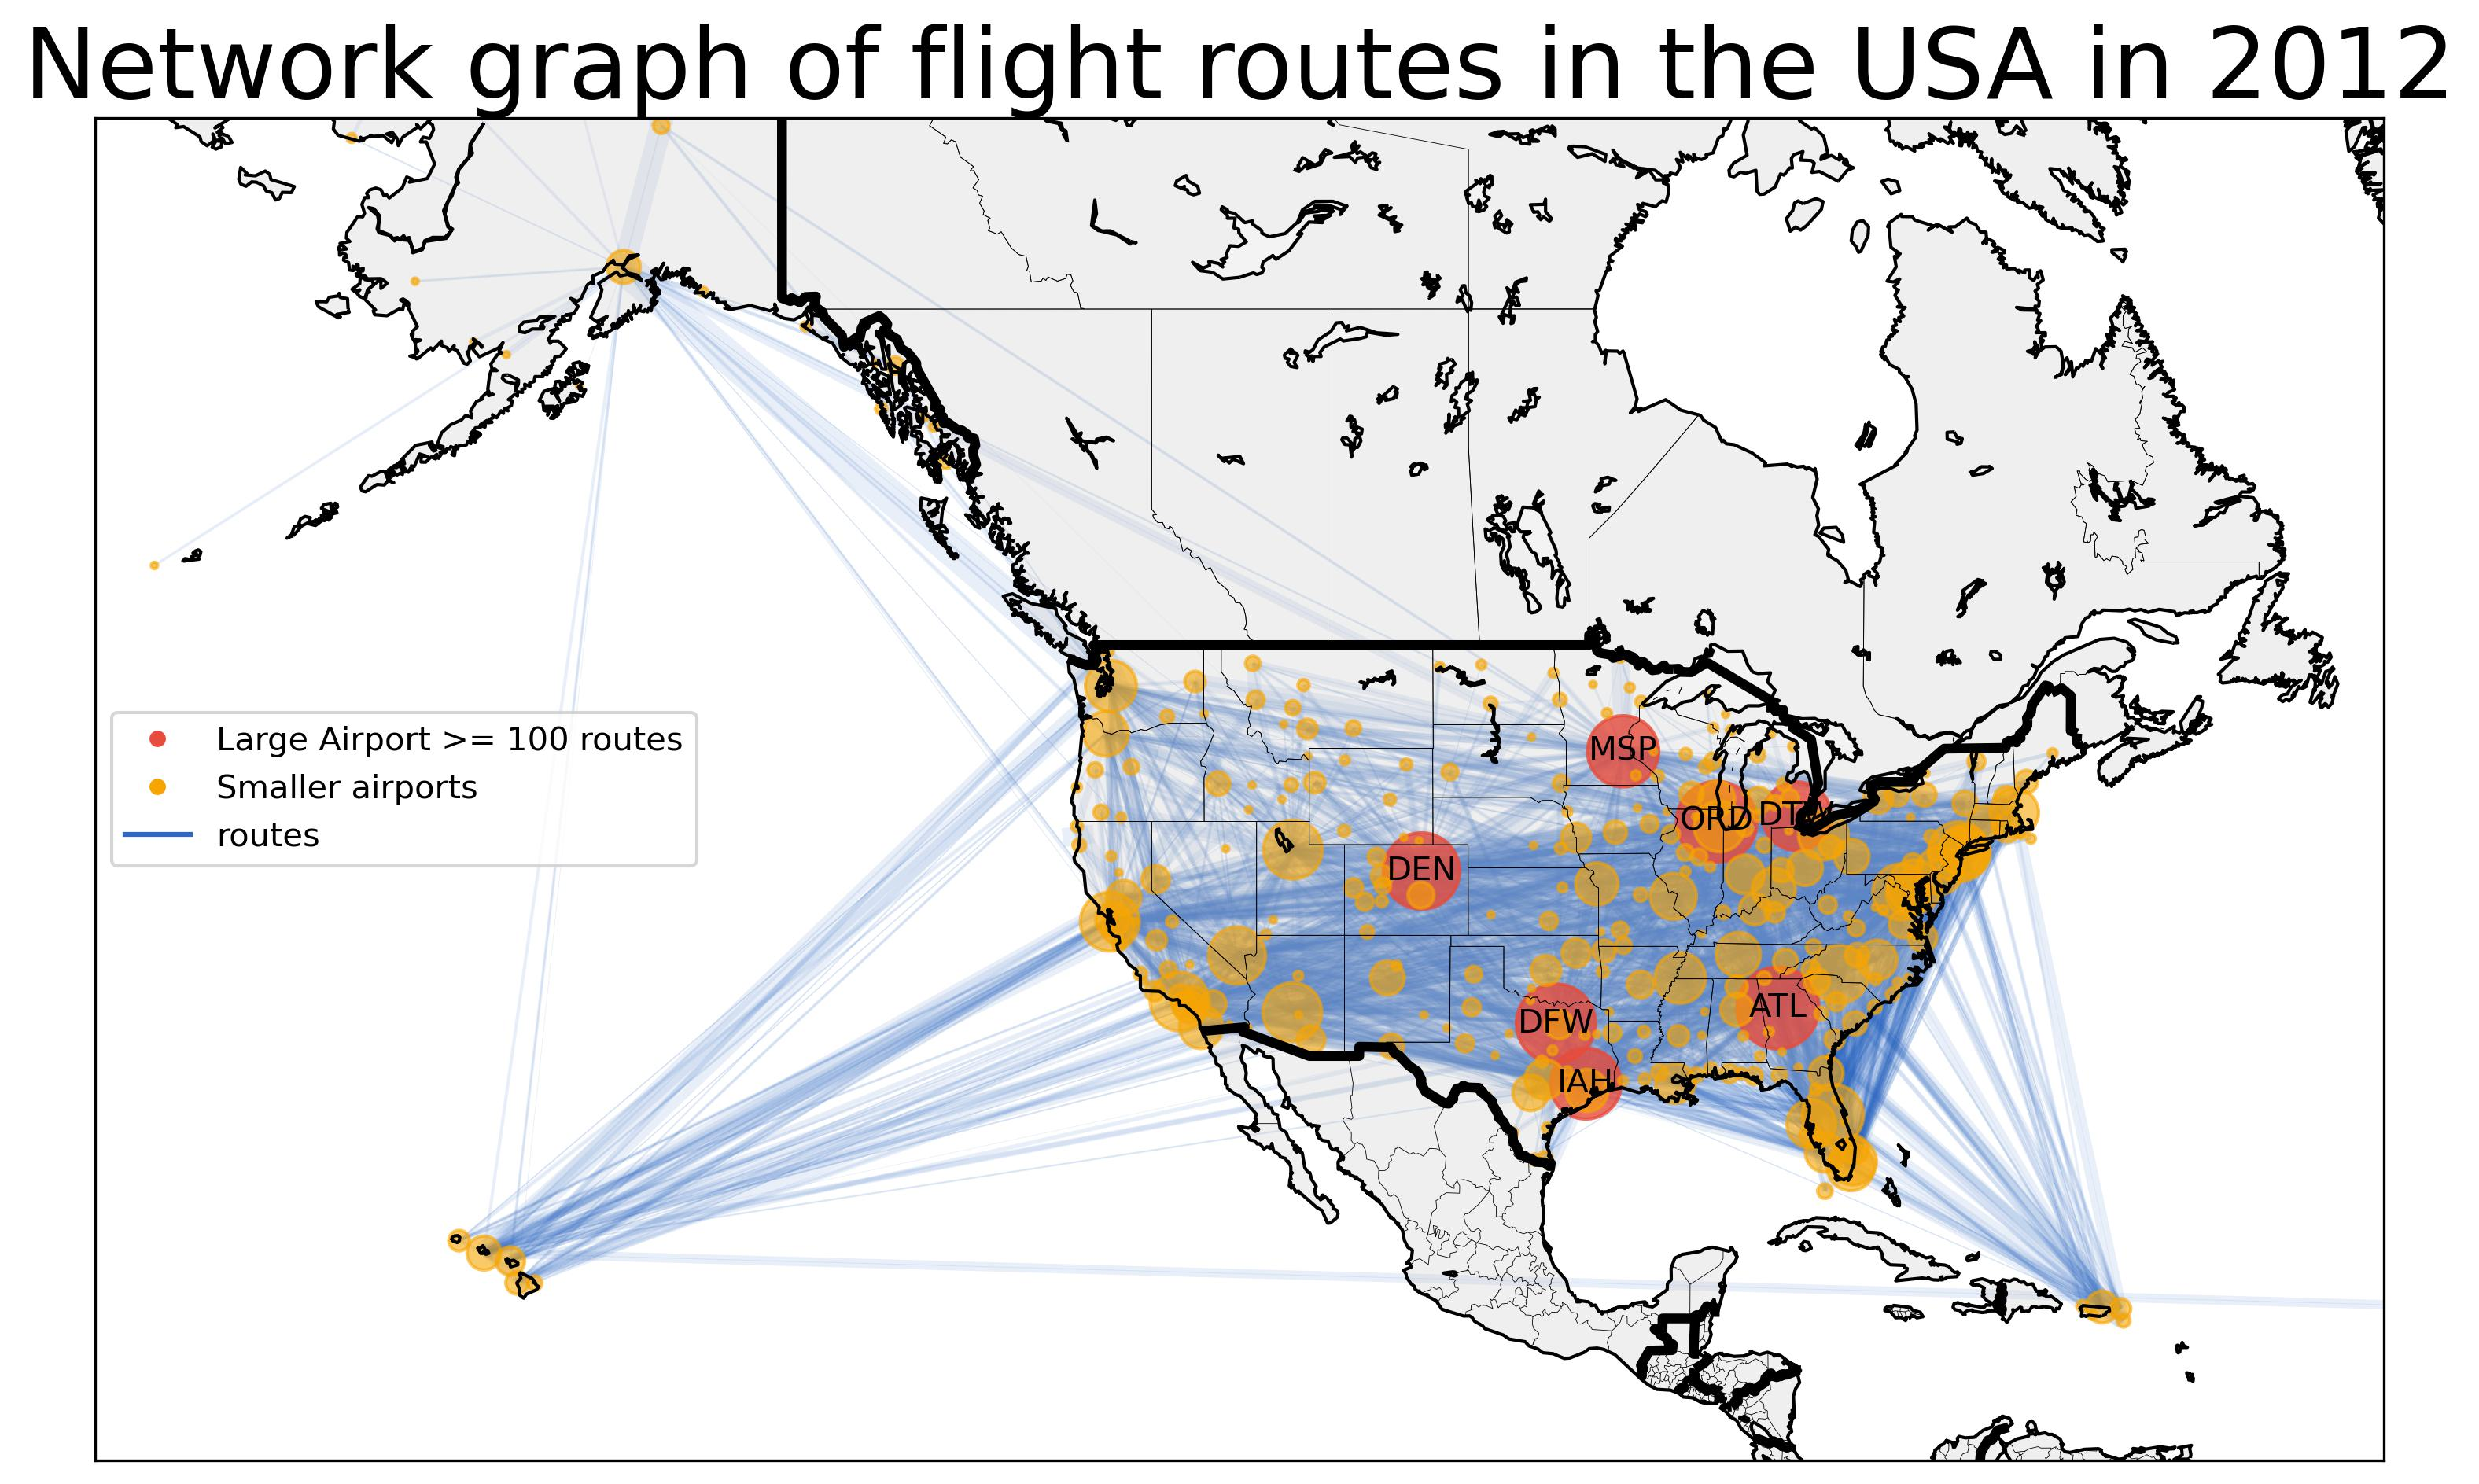 Network graph of flight routes in the USA in 2012
Large Airport >= 100 routes
Smaller airports
routes
MSP
ORD DTW
DEN
ATL
DFW
IAH